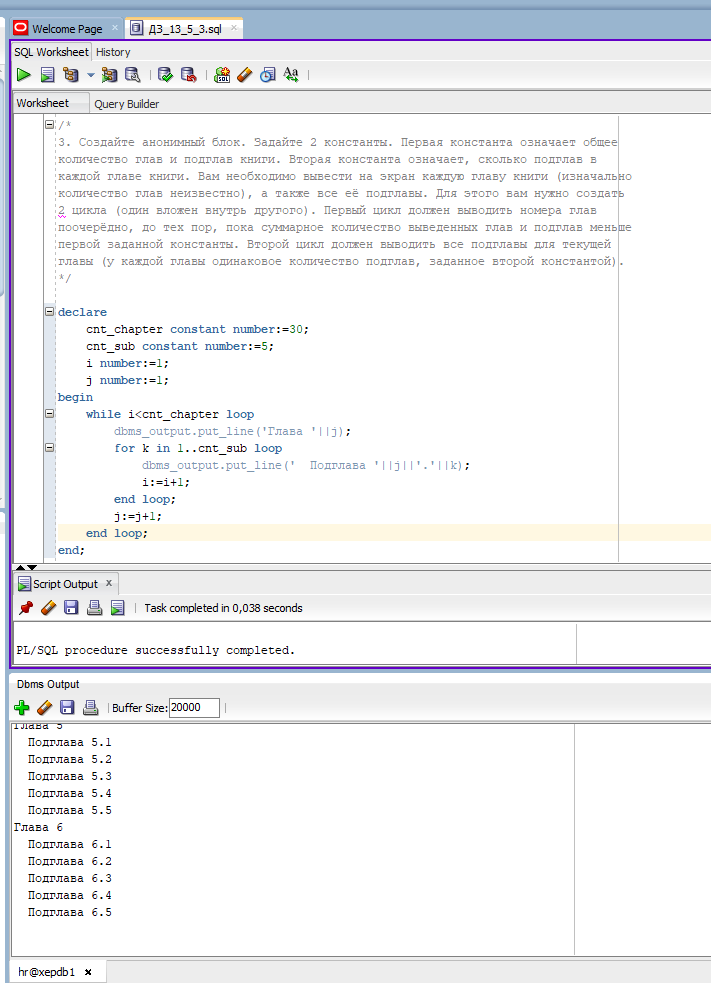 Welcome Page
ДЗ_13_5_3.sql
SQL Worksheet History
Aa
Worksheet Query Builder
/*
3. Создайте анонимный блок. Задайте 2 константы. Первая константа означает общее
количество глав и подглав книги. Вторая константа означает, сколько подглав в
каждой главе книги. Вам необходимо вывести на экран каждую главу книги (изначально
количество глав неизвестно), а также все её подглавы. Для этого вам нужно создать
2 цикла (один вложен внутрь другого). Первый цикл должен выводить номера глав
поочерёдно, до тех пор, пока суммарное количество выведенных глав и подглав меньше
первой заданной константы. Второй цикл должен выводить все подглавы для текущей
главы (у каждой главы одинаковое количество подглав, заданное второй константой).
*/
declare
cnt_chapter constant number:=30;
cnt_sub constant number:=5;
i number:=1;
j number:=1;
begin
while i<cnt_chapter loop
dbms_output.put_line('Глава '||j);
for k in 1..cnt_sub loop
dbms_output.put_line('  Подглава '||j||'.'||k);
i:=i+1;
end loop;
j:=j+1;
end loop;
end;
Script Output
Task completed in 0,038 seconds
PL/SQL procedure successfully completed.
Dbms Output
Buffer Size: 20000
Глава 5
Подглава 5.1
Подглава 5.2
Подглава 5.3
Подглава 5.4
Подглава 5.5
Глава 6
Подглава 6.1
Подглава 6.2
Подглава 6.3
Подглава 6.4
Подглава 6.5
hr@xepdb1